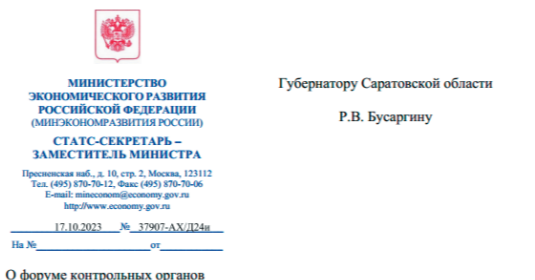 МИНИСТЕРСТВО
ЭКОНОМИЧЕСКОГО РАЗВИТИЯ
РОССИЙСКОЙ ФЕДЕРАЦИИ
(МИНЭКОНОМРАЗВИТИЯ РОССИИ)
СТАТС-СЕКРЕТАРЬ –
ЗАМЕСТИТЕЛЬ МИНИСТРА
Пресненская наб., д. 10, стр. 2, Москва, 123112
Тел. (495) 870-70-12, Факс (495) 870-70-06
E-mail: mineconom@economy.gov.ru
http://www.economy.gov.ru
17.10.2023 № 37907-АХ/Д24и
На № от
Губернатору Саратовской области
Р.В. Бусаргину
О форуме контрольных органов